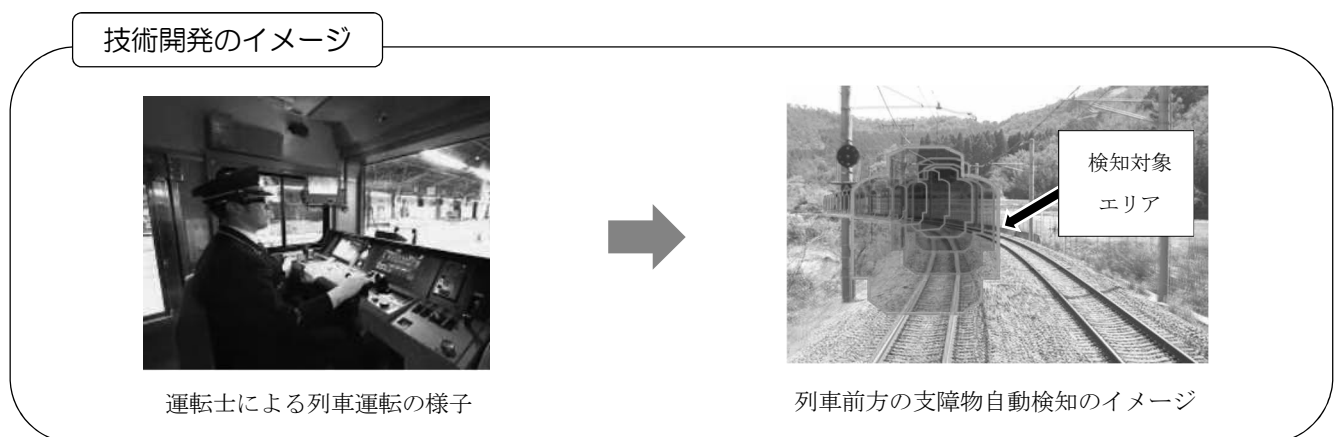 技術開発のイメージ
検知対象
エリア
運転士による列車運転の様子
列車前方の支障物自動検知のイメージ